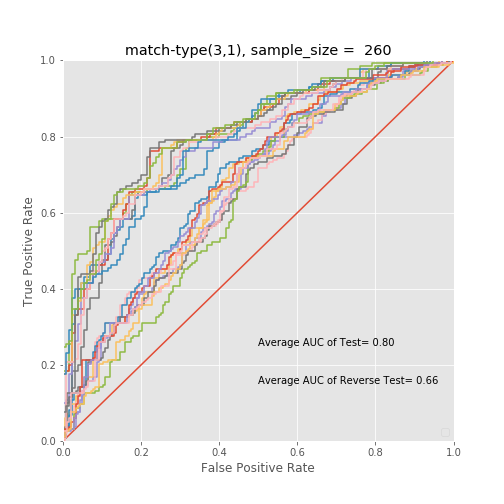 match-type(3,1), sample_size =  260
True Positive Rate
1.0
0.8
0.6
0.4
0.2
0.0
Average AUC of Test= 0.80
Average AUC of Reverse Test= 0.66
0.0 0.2 0.4 0.6 0.8 1.0
False Positive Rate